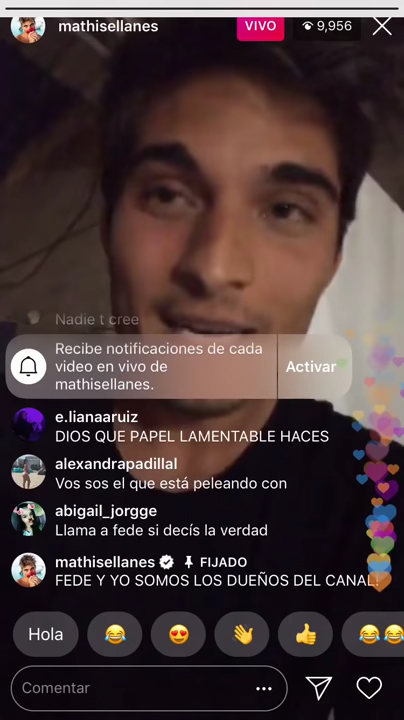 mathisellanes
VIVO
9,956
Nadie t cree
Recibe notificaciones de cada
video en vivo de
mathisellanes.
Activar
e.lianaaruiz
DIOS QUE PAPEL LAMENTABLE HACES
alexandrapadillal
Vos sos el que está peleando con
abigail_jorgge
Llama a fede si decís la verdad
mathisellanes FIJADO
FEDE Y YO SOMOS LOS DUEÑOS DEL CANAL!
Hola
Comentar